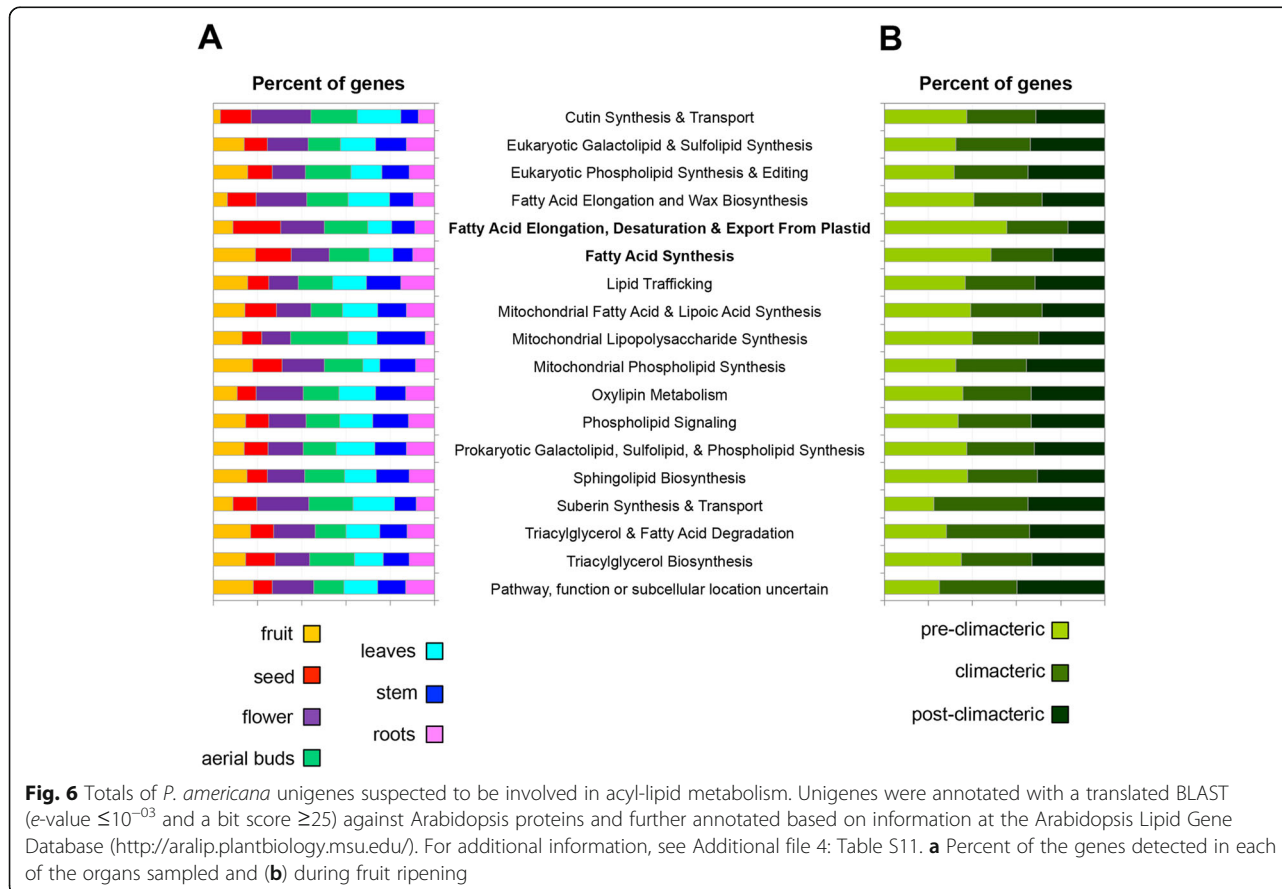 A
B
Percent of genes
Percent of genes
Cutin Synthesis & Transport
Eukaryotic Galactolipid & Sulfolipid Synthesis
Eukaryotic Phospholipid Synthesis & Editing
Fatty Acid Elongation and Wax Biosynthesis
Fatty Acid Elongation, Desaturation & Export From Plastid
Fatty Acid Synthesis
Lipid Trafficking
Mitochondrial Fatty Acid & Lipoic Acid Synthesis
Mitochondrial Lipopolysaccharide Synthesis
Mitochondrial Phospholipid Synthesis
Oxylipin Metabolism
Phospholipid Signaling
Prokaryotic Galactolipid, Sulfolipid, & Phospholipid Synthesis
Sphingolipid Biosynthesis
Suberin Synthesis & Transport
Triacylglycerol & Fatty Acid Degradation
Triacylglycerol Biosynthesis
Pathway, function or subcellular location uncertain
fruit
seed
flower
aerial buds
leaves
stem
roots
pre-climacteric
climacteric
post-climacteric
Fig. 6 Totals of P. americana unigenes suspected to be involved in acyl-lipid metabolism. Unigenes were annotated with a translated BLAST
(e-value ≤10⁻⁰³ and a bit score ≥25) against Arabidopsis proteins and further annotated based on information at the Arabidopsis Lipid Gene
Database (http://aralip.plantbiology.msu.edu/). For additional information, see Additional file 4: Table S11. a Percent of the genes detected in each
of the organs sampled and (b) during fruit ripening